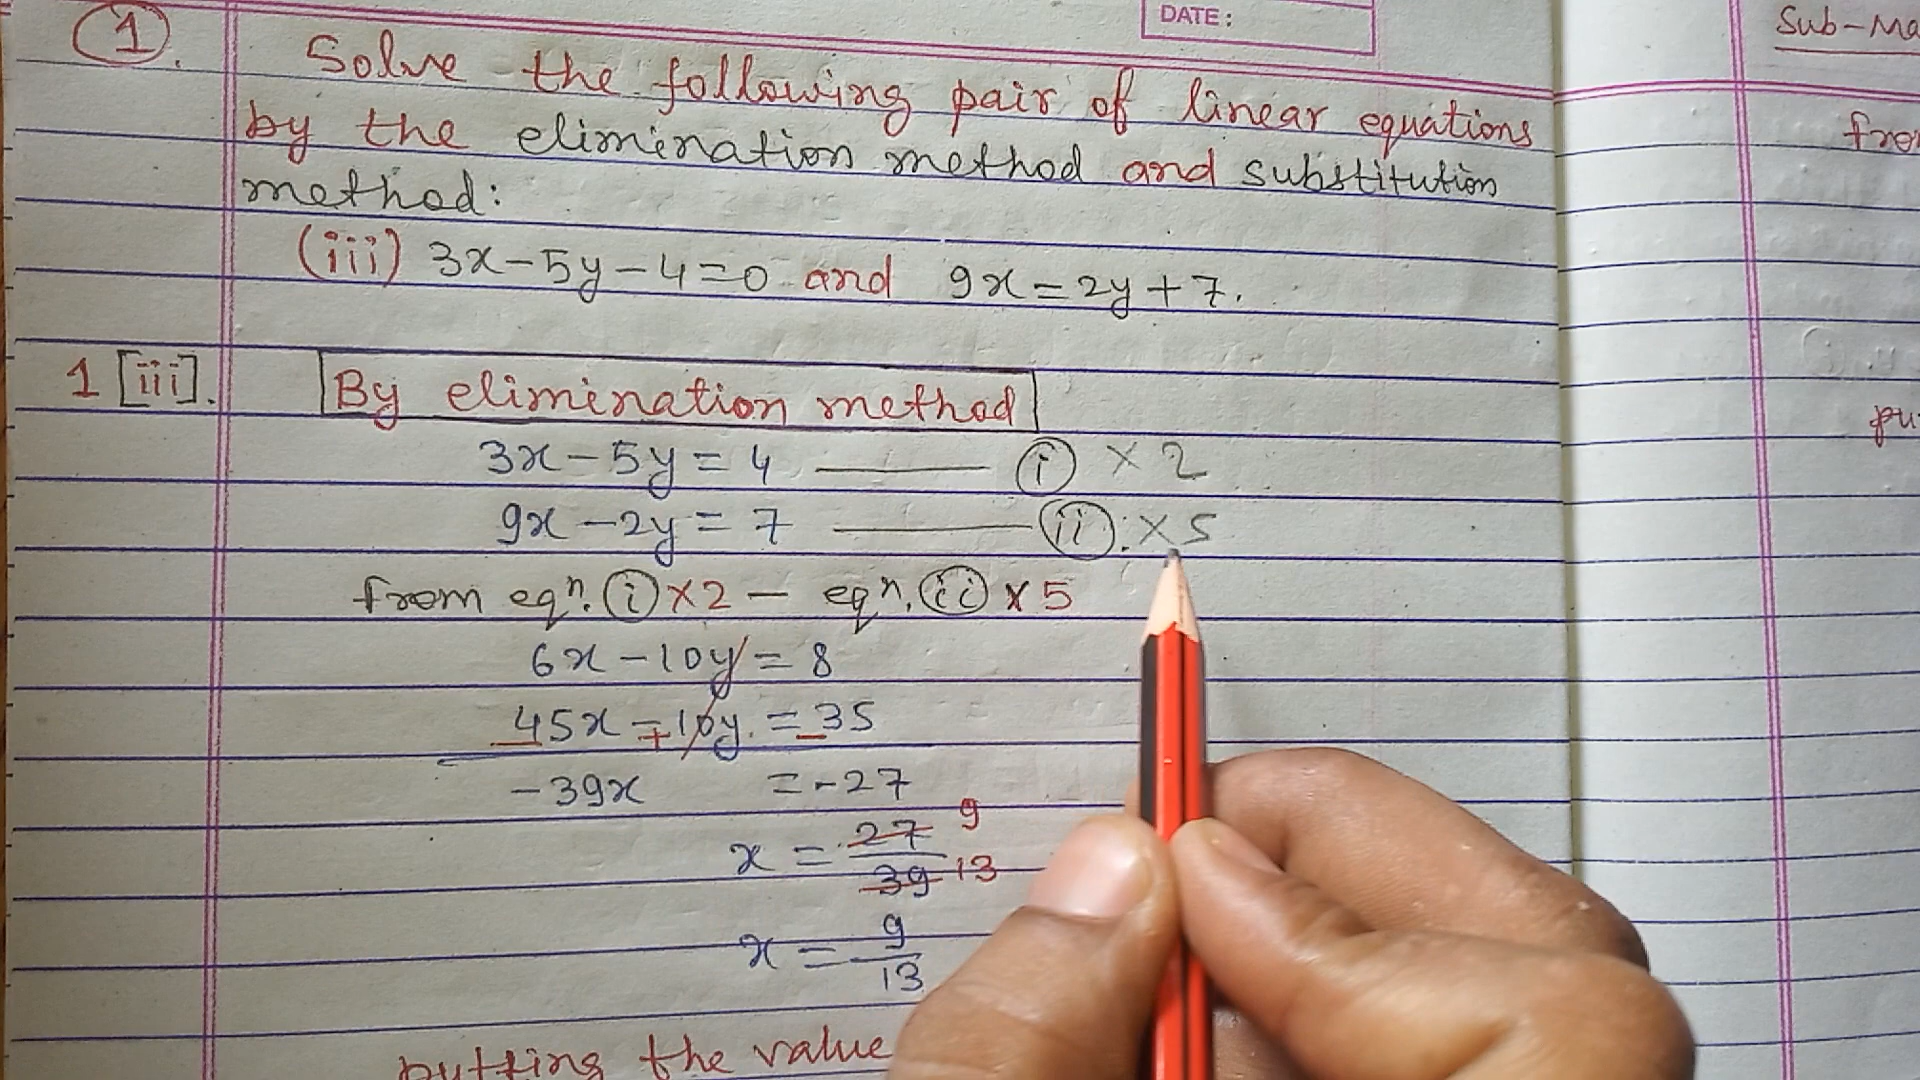 DATE:
Sub-Ma
1.
Solve the following pair of linear equations
by the elimination method and substitution
method:
(iii) 3x-5y-4=0 and 9x=2y+7.
1 [iii].
By elimination method
3x-5y=4 —— (i) ×2
9x-2y=7 —— (ii). ×5
from eqⁿ. (i) ×2 - eqⁿ. (ii) ×5
6x-10y=8
45x-10y=35
- + -
-39x =-27
x = 27/39 9/13
x = 9/13
putting the value
from
pu